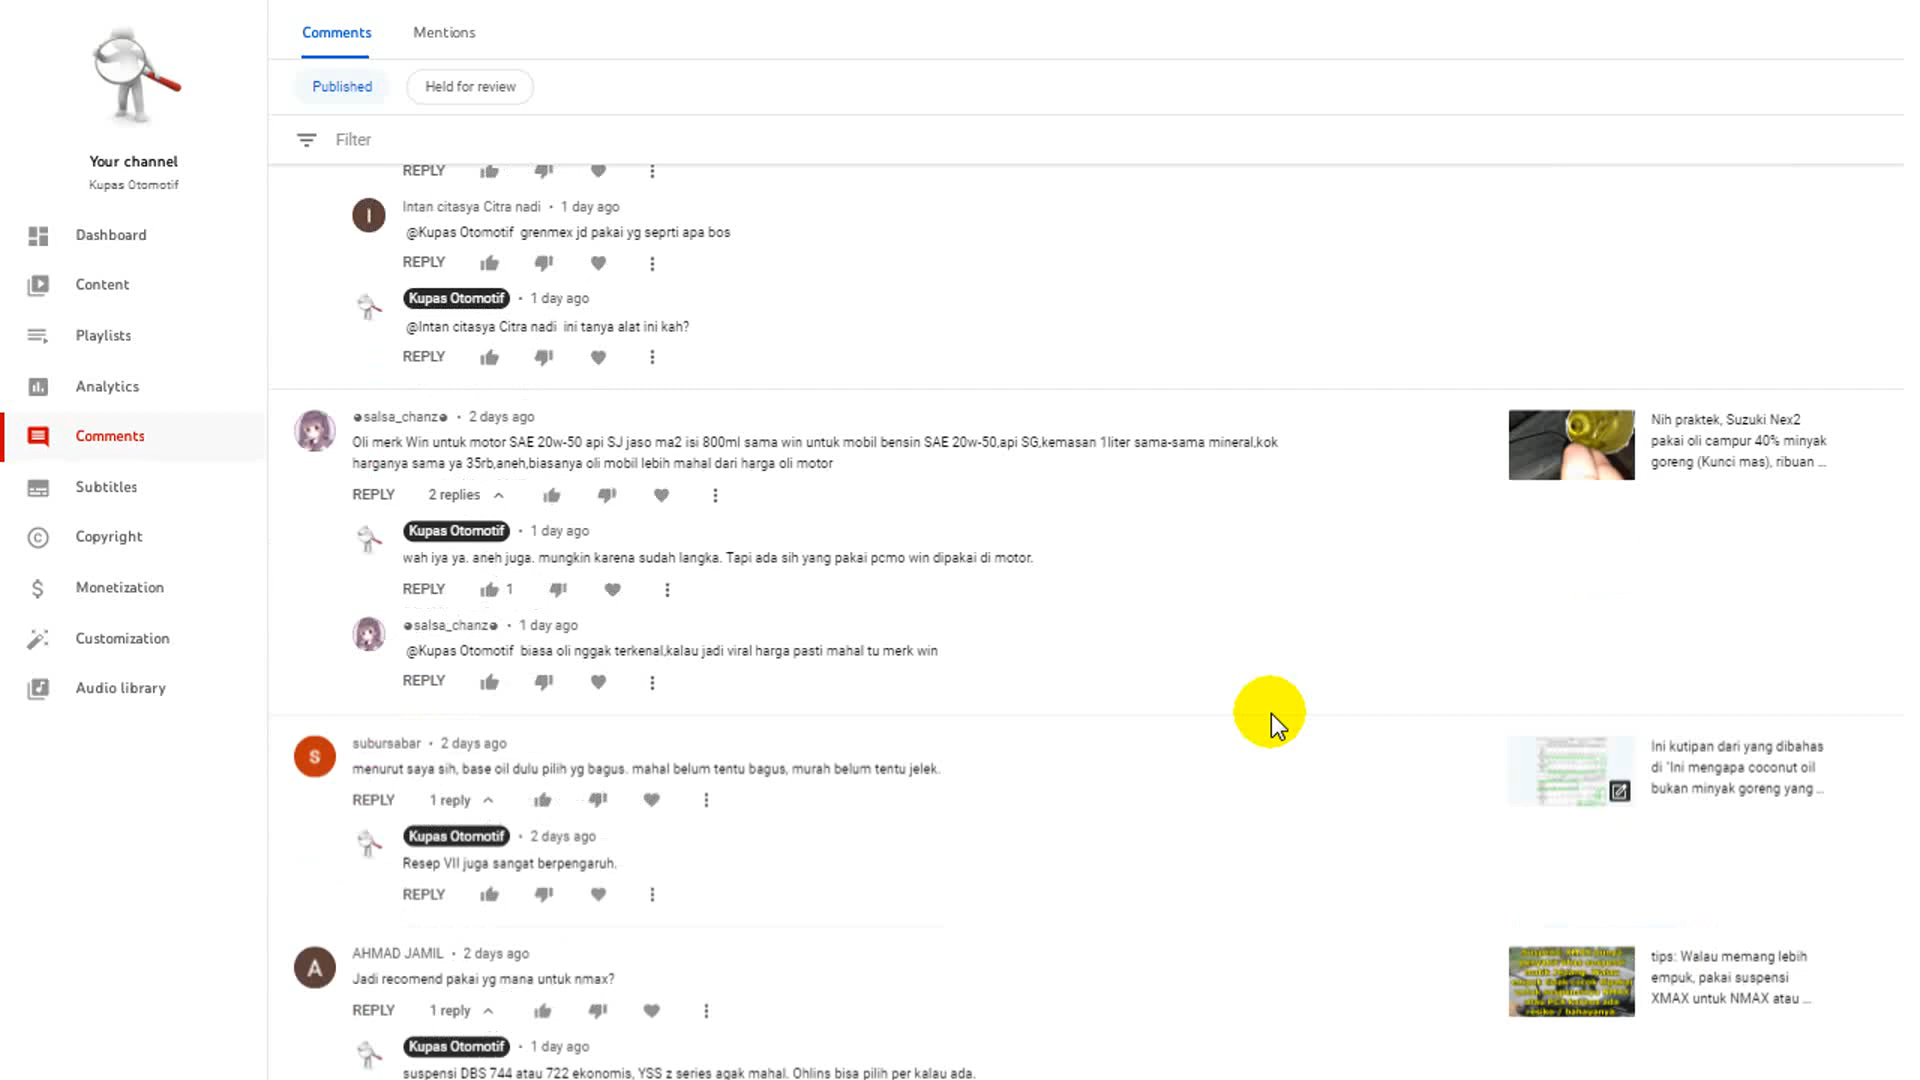 Comments
Mentions
Published
Held for review
Filter
Your channel
Kupas Otomotif
Dashboard
Content
Playlists
Analytics
Comments
Subtitles
Copyright
Monetization
Customization
Audio library
REPLY
Intan citasya Citra nadi • 1 day ago
@Kupas Otomotif grenmex jd pakai yg seprti apa bos
REPLY
Kupas Otomotif • 1 day ago
@Intan citasya Citra nadi ini tanya alat ini kah?
REPLY
salsa_chanz • 2 days ago
Oli merk Win untuk motor SAE 20w-50 api SJ jaso ma2 isi 800ml sama win untuk mobil bensin SAE 20w-50,api SG,kemasan 1liter sama-sama mineral,kok
harganya sama ya 35rb,aneh,biasanya oli mobil lebih mahal dari harga oli motor
REPLY 2 replies
Nih praktek, Suzuki Nex2
pakai oli campur 40% minyak
goreng (Kunci mas), ribuan ...
Kupas Otomotif • 1 day ago
wah iya ya. aneh juga. mungkin karena sudah langka. Tapi ada sih yang pakai pcmo win dipakai di motor.
REPLY 1
salsa_chanz • 1 day ago
@Kupas Otomotif biasa oli nggak terkenal,kalau jadi viral harga pasti mahal tu merk win
REPLY
S
subursabar • 2 days ago
menurut saya sih, base oil dulu pilih yg bagus. mahal belum tentu bagus, murah belum tentu jelek.
REPLY 1 reply
Ini kutipan dari yang dibahas
di "Ini mengapa coconut oil
bukan minyak goreng yang ...
Kupas Otomotif • 2 days ago
Resep VII juga sangat berpengaruh.
REPLY
A
AHMAD JAMIL • 2 days ago
Jadi recomend pakai yg mana untuk nmax?
REPLY 1 reply
tips: Walau memang lebih
empuk, pakai suspensi
XMAX untuk NMAX atau ...
Kupas Otomotif • 1 day ago
suspensi DBS 744 atau 722 ekonomis, YSS z series agak mahal. Ohlins bisa pilih per kalau ada.